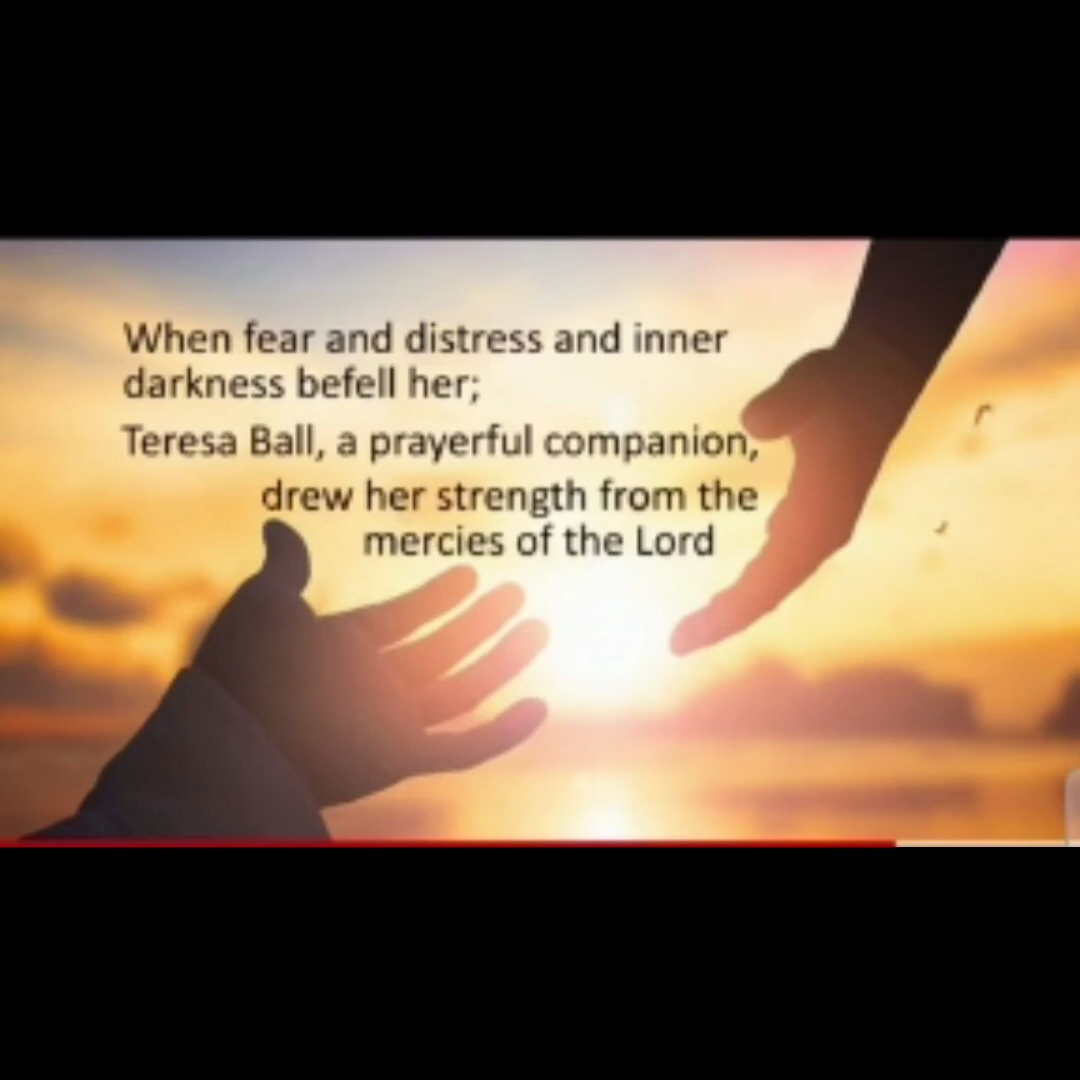 When fear and distress and inner
darkness befell her;
Teresa Ball, a prayerful companion,
drew her strength from the
mercies of the Lord